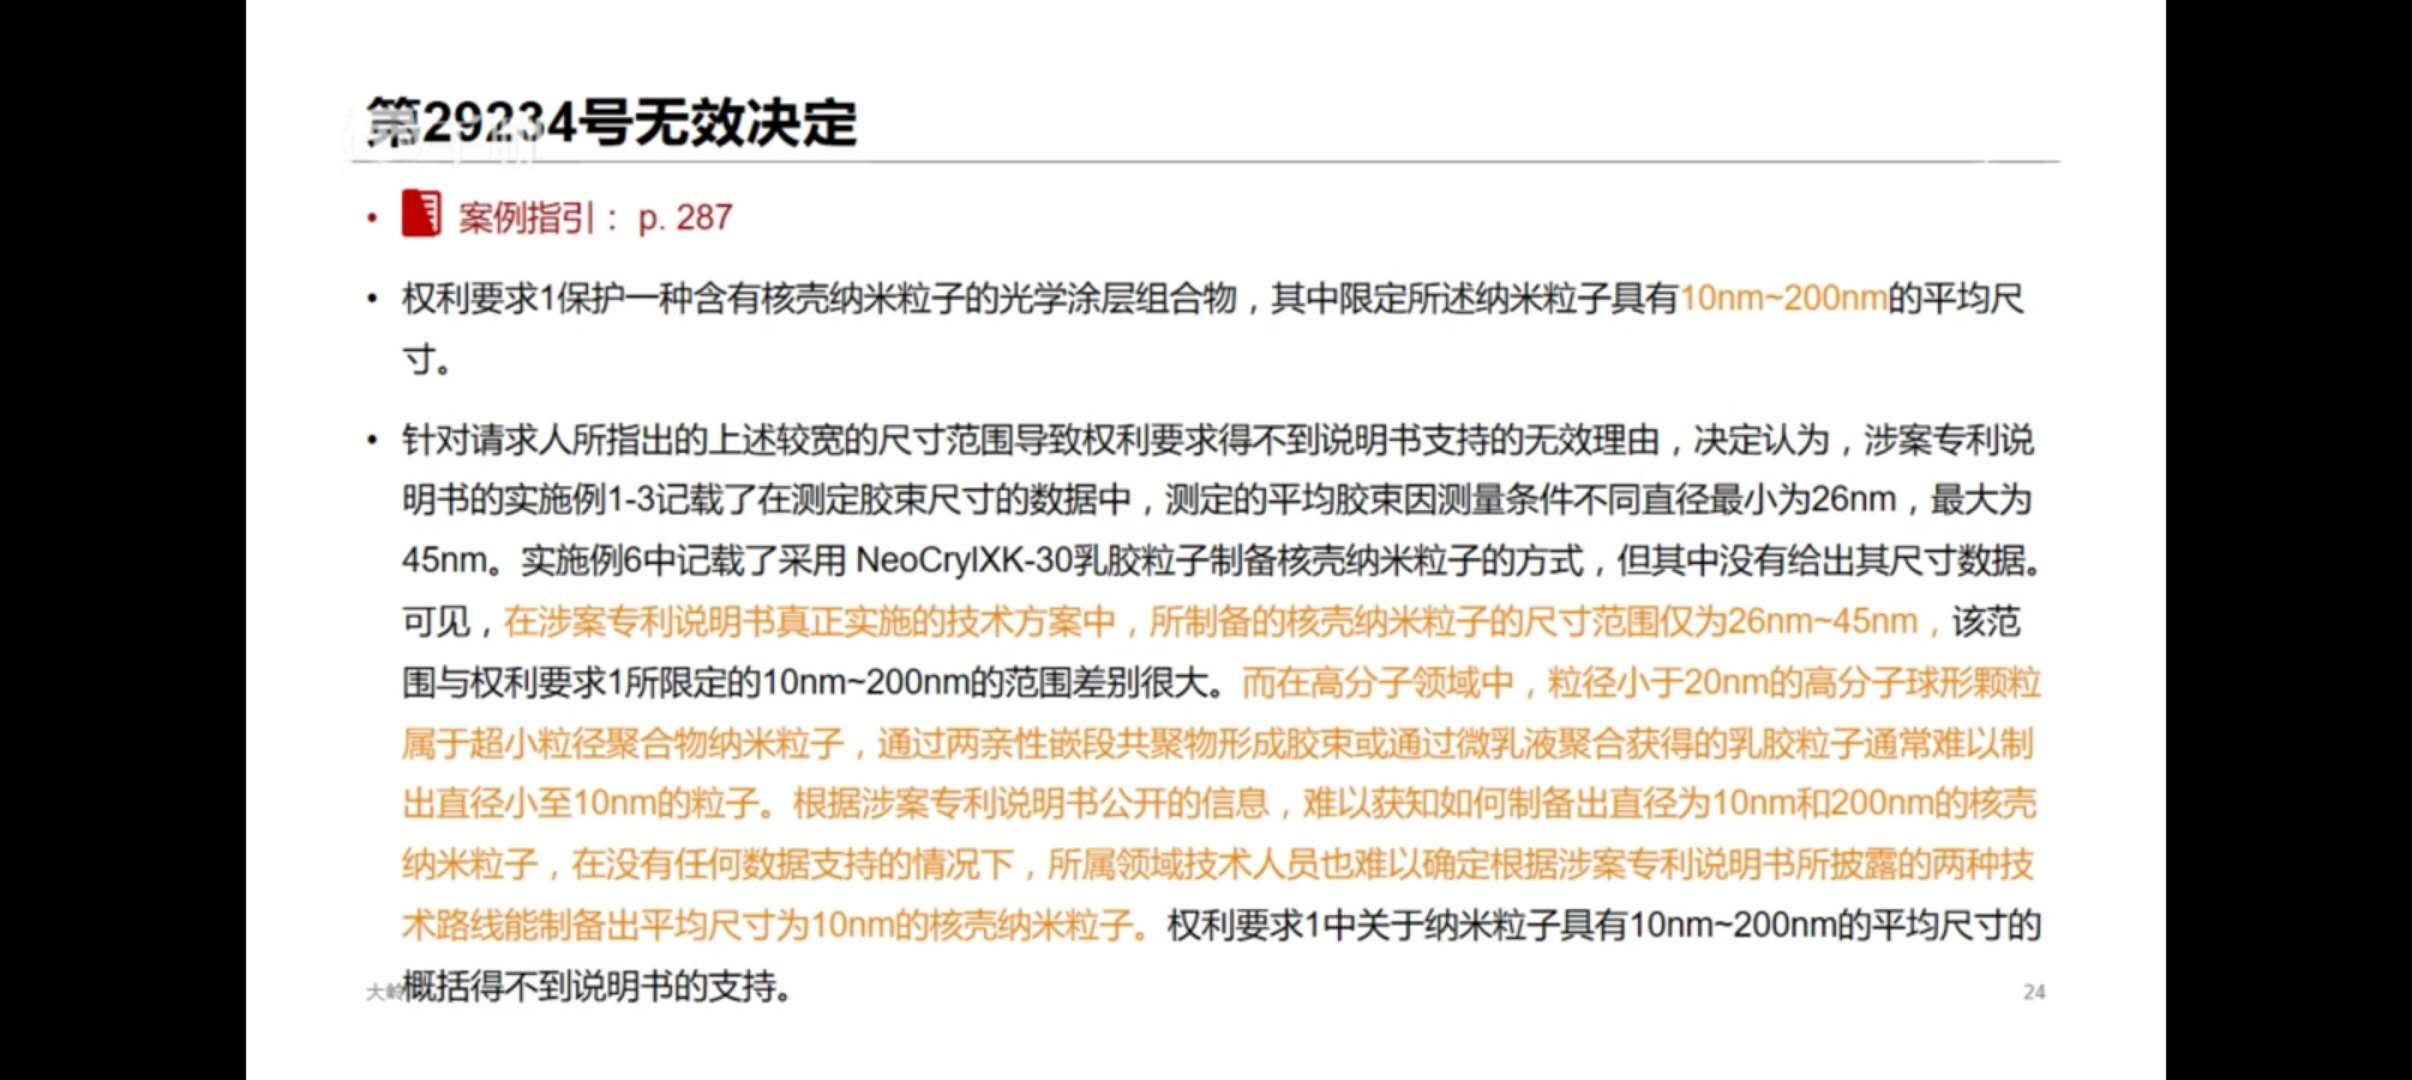 第29234号无效决定
• 案例指引： p. 287
• 权利要求1保护一种含有核壳纳米粒子的光学涂层组合物，其中限定所述纳米粒子具有10nm~200nm的平均尺
寸。
• 针对请求人所指出的上述较宽的尺寸范围导致权利要求得不到说明书支持的无效理由，决定认为，涉案专利说
明书的实施例1-3记载了在测定胶束尺寸的数据中，测定的平均胶束因测量条件不同直径最小为26nm，最大为
45nm。实施例6中记载了采用 NeoCrylXK-30乳胶粒子制备核壳纳米粒子的方式，但其中没有给出其尺寸数据。
可见，在涉案专利说明书真正实施的技术方案中，所制备的核壳纳米粒子的尺寸范围仅为26nm~45nm，该范
围与权利要求1所限定的10nm~200nm的范围差别很大。而在高分子领域中，粒径小于20nm的高分子球形颗粒
属于超小粒径聚合物纳米粒子，通过两亲性嵌段共聚物形成胶束或通过微乳液聚合获得的乳胶粒子通常难以制
出直径小至10nm的粒子。根据涉案专利说明书公开的信息，难以获知如何制备出直径为10nm和200nm的核壳
纳米粒子，在没有任何数据支持的情况下，所属领域技术人员也难以确定根据涉案专利说明书所披露的两种技
术路线能制备出平均尺寸为10nm的核壳纳米粒子。权利要求1中关于纳米粒子具有10nm~200nm的平均尺寸的
概括得不到说明书的支持。
大岭
24